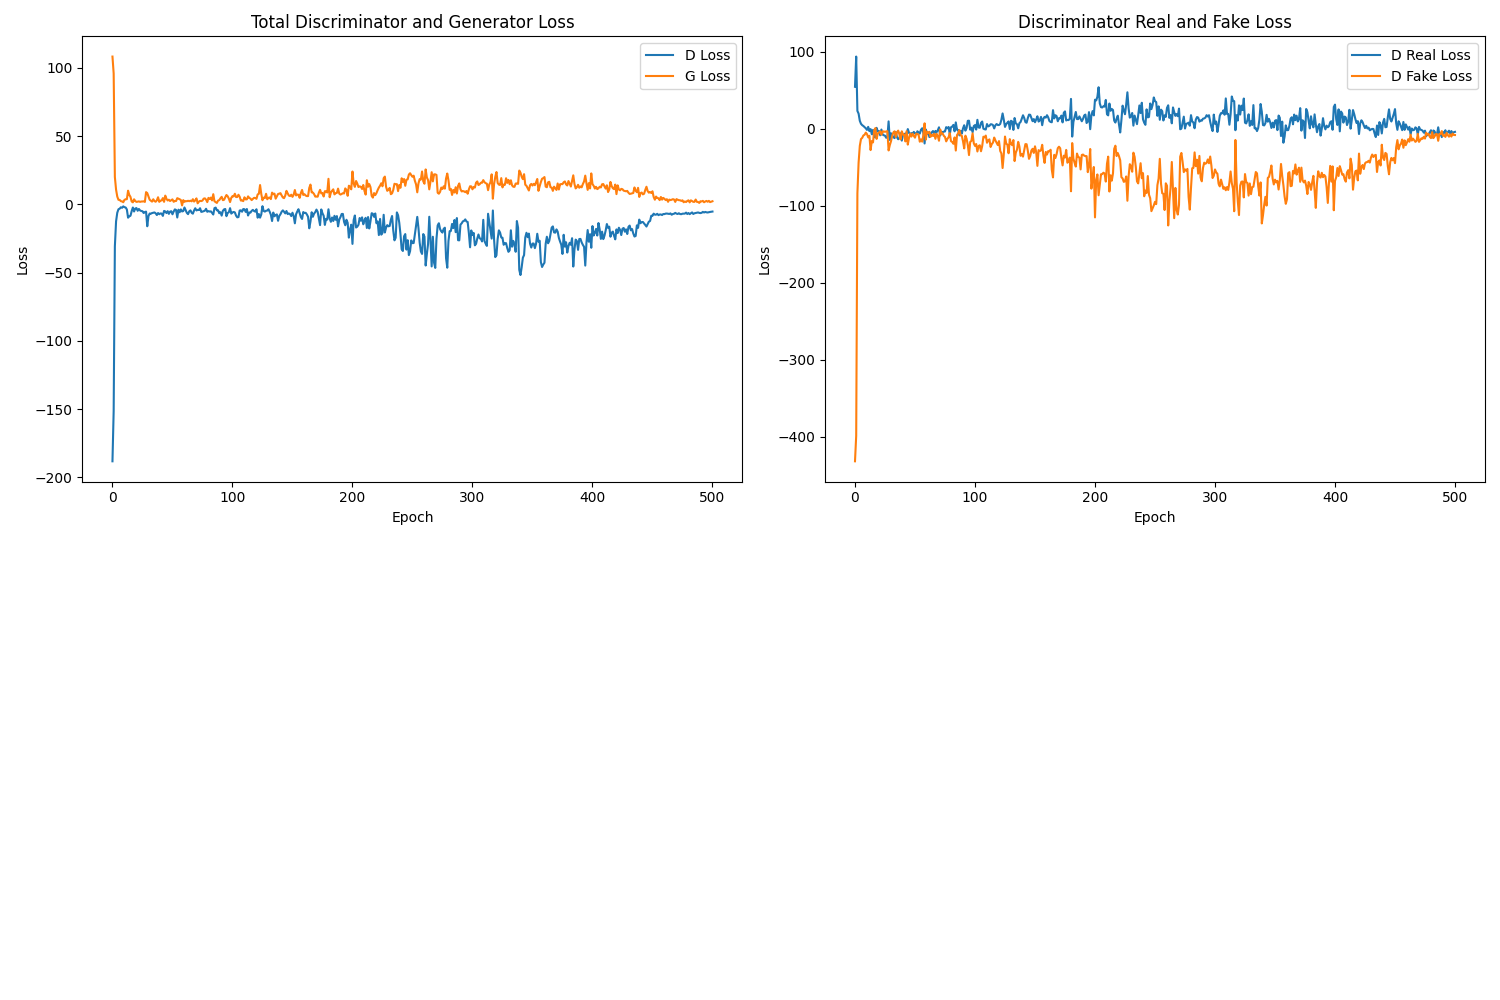 Total Discriminator and Generator Loss
D Loss
G Loss
100
50
0
−50
−100
−150
−200
Loss
0
100
200
300
400
500
Epoch
Discriminator Real and Fake Loss
D Real Loss
D Fake Loss
100
0
−100
−200
−300
−400
Loss
0
100
200
300
400
500
Epoch